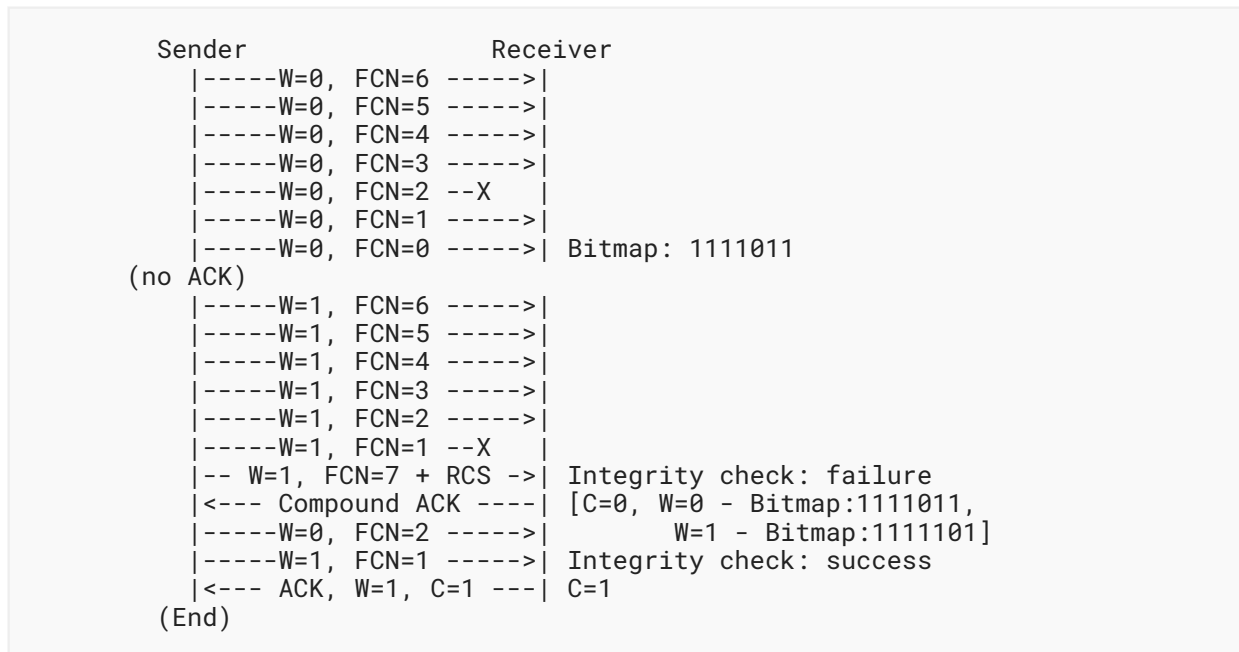 Sender                Receiver
  |-----W=0, FCN=6 ----->|
  |-----W=0, FCN=5 ----->|
  |-----W=0, FCN=4 ----->|
  |-----W=0, FCN=3 ----->|
  |-----W=0, FCN=2 --X   |
  |-----W=0, FCN=1 ----->|
  |-----W=0, FCN=0 ----->| Bitmap: 1111011
(no ACK)
  |-----W=1, FCN=6 ----->|
  |-----W=1, FCN=5 ----->|
  |-----W=1, FCN=4 ----->|
  |-----W=1, FCN=3 ----->|
  |-----W=1, FCN=2 ----->|
  |-----W=1, FCN=1 --X   |
  |-- W=1, FCN=7 + RCS ->| Integrity check: failure
  |<--- Compound ACK ----| [C=0, W=0 - Bitmap:1111011,
  |-----W=0, FCN=2 ----->|       W=1 - Bitmap:1111101]
  |-----W=1, FCN=1 ----->| Integrity check: success
  |<--- ACK, W=1, C=1 ---| C=1
(End)